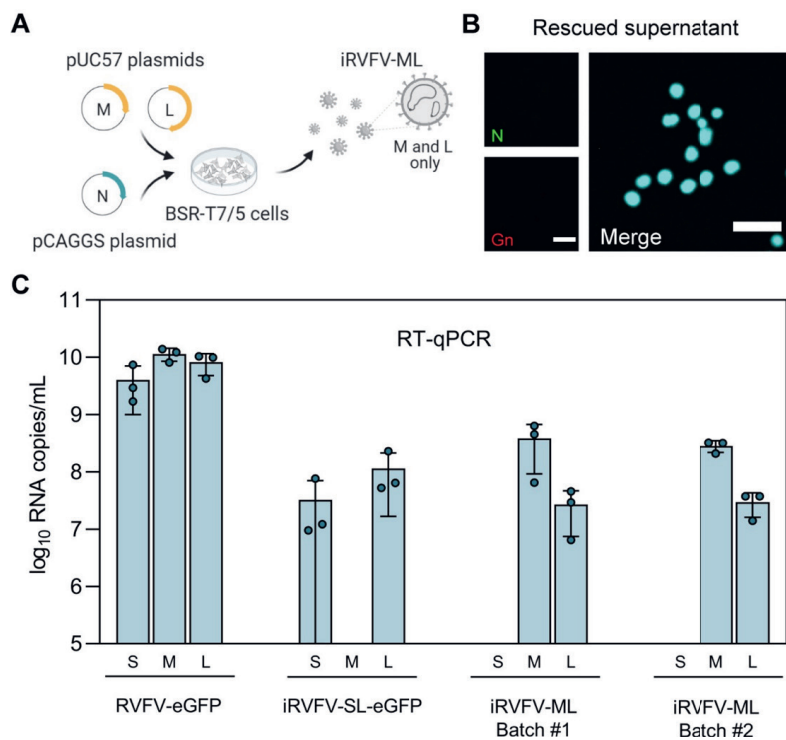 A
pUC57 plasmids
M
L
N
pCAGGS plasmid
BSR-T7/5 cells
iRVFV-ML
M and L
only
B
Rescued supernatant
N
Gn
Merge
C
RT-qPCR
log10 RNA copies/mL
11
10
9
8
7
6
5
S M L
S M L
S M L
S M L
RVFV-eGFP
iRVFV-SL-eGFP
iRVFV-ML
Batch #1
iRVFV-ML
Batch #2